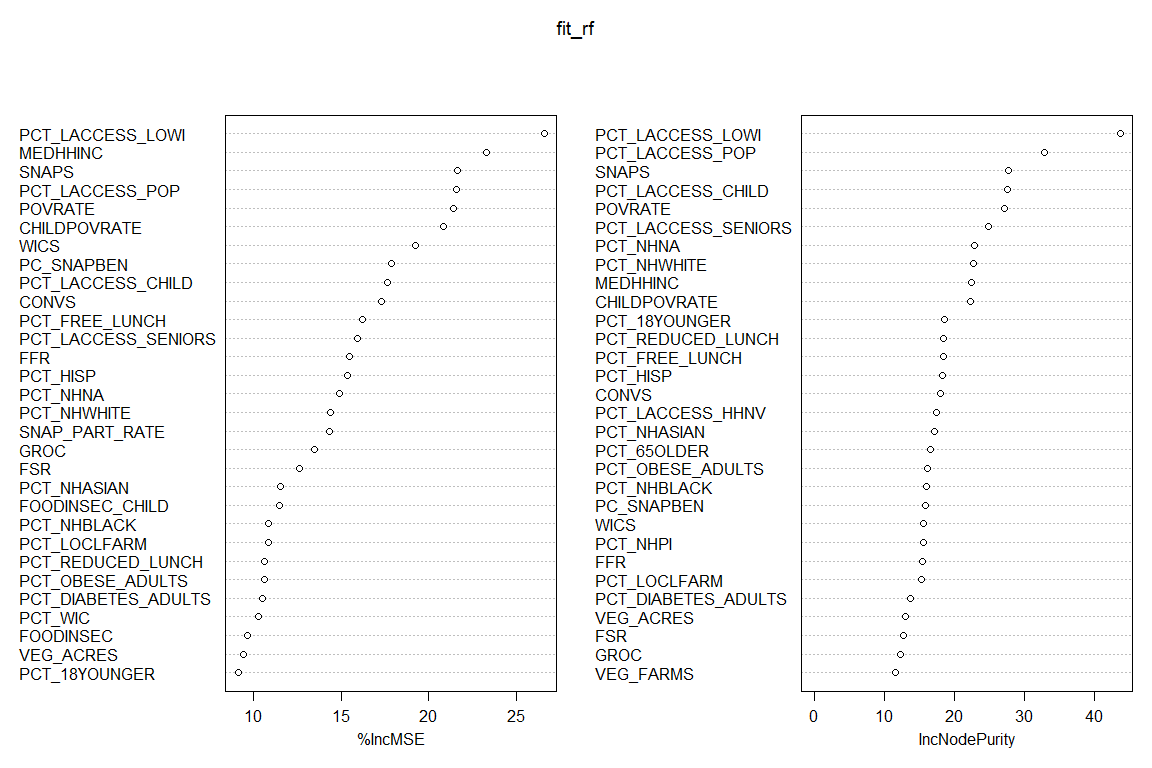 fit_rf
PCT_LACCESS_LOWI
MEDHHINC
SNAPS
PCT_LACCESS_POP
POVRATE
CHILDPOVRATE
WICS
PC_SNAPBEN
PCT_LACCESS_CHILD
CONVS
PCT_FREE_LUNCH
PCT_LACCESS_SENIORS
FFR
PCT_HISP
PCT_NHNA
PCT_NHWHITE
SNAP_PART_RATE
GROC
FSR
PCT_NHASIAN
FOODINSEC_CHILD
PCT_NHBLACK
PCT_LOCLFARM
PCT_REDUCED_LUNCH
PCT_OBESE_ADULTS
PCT_DIABETES_ADULTS
PCT_WIC
FOODINSEC
VEG_ACRES
PCT_18YOUNGER
10 15 20 25
%IncMSE
PCT_LACCESS_LOWI
PCT_LACCESS_POP
SNAPS
PCT_LACCESS_CHILD
POVRATE
PCT_LACCESS_SENIORS
PCT_NHNA
PCT_NHWHITE
MEDHHINC
CHILDPOVRATE
PCT_18YOUNGER
PCT_REDUCED_LUNCH
PCT_FREE_LUNCH
PCT_HISP
CONVS
PCT_LACCESS_HHNV
PCT_NHASIAN
PCT_65OLDER
PCT_OBESE_ADULTS
PCT_NHBLACK
PC_SNAPBEN
WICS
PCT_NHPI
FFR
PCT_LOCLFARM
PCT_DIABETES_ADULTS
VEG_ACRES
FSR
GROC
VEG_FARMS
0 10 20 30 40
IncNodePurity